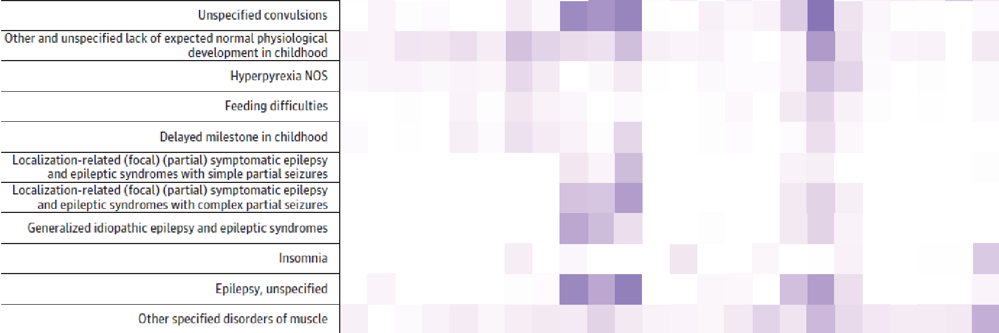 Unspecified convulsions
Other and unspecified lack of expected normal physiological
development in childhood
Hyperpyrexia NOS
Feeding difficulties
Delayed milestone in childhood
Localization-related (focal) (partial) symptomatic epilepsy
and epileptic syndromes with simple partial seizures
Localization-related (focal) (partial) symptomatic epilepsy
and epileptic syndromes with complex partial seizures
Generalized idiopathic epilepsy and epileptic syndromes
Insomnia
Epilepsy, unspecified
Other specified disorders of muscle